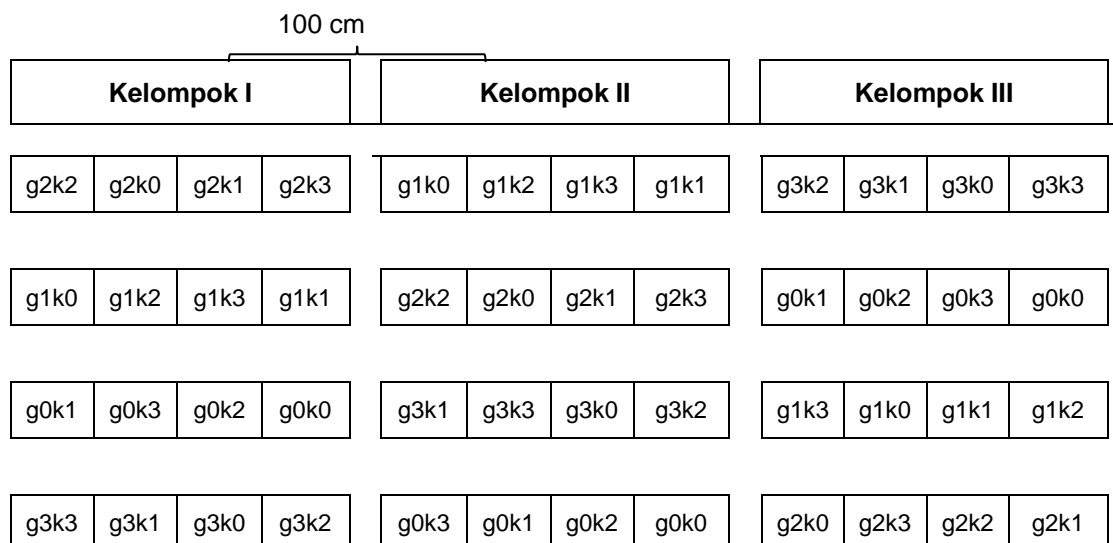 100 cm
Kelompok I Kelompok II Kelompok III
g2k2 g2k0 g2k1 g2k3 g1k0 g1k2 g1k3 g1k1 g3k2 g3k1 g3k0 g3k3
g1k0 g1k2 g1k3 g1k1 g2k2 g2k0 g2k1 g2k3 g0k1 g0k2 g0k3 g0k0
g0k1 g0k3 g0k2 g0k0 g3k1 g3k3 g3k0 g3k2 g1k3 g1k0 g1k1 g1k2
g3k3 g3k1 g3k0 g3k2 g0k3 g0k1 g0k2 g0k0 g2k0 g2k3 g2k2 g2k1